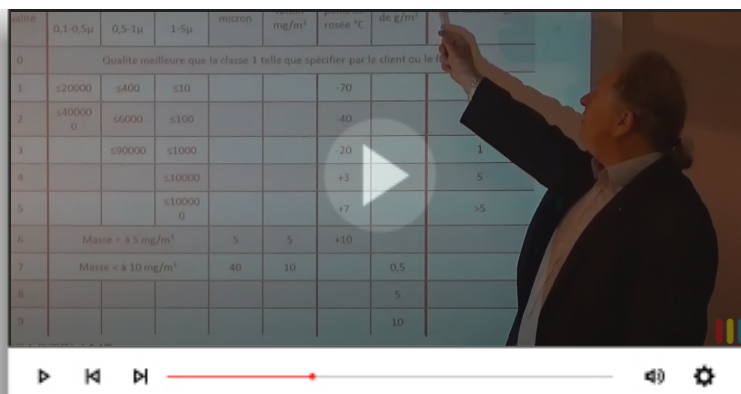 alité 0,1-0,5µ 0,5-1µ 1-5µ micron mg/m³ rosée °C de g/m³
0 Qualité meilleure que la classe 1 telle que spécifier par le client ou le
1 ≤20000 ≤400 ≤10 -70
2 ≤40000 0 ≤6000 ≤100 -40
3 ≤90000 ≤1000 -20 1
4 ≤10000 +3 5
5 ≤10000 0 +7 >5
6 Masse < à 5 mg/m³ 5 5 +10
7 Masse < à 10 mg/m³ 40 10 0,5
8 5
9 10